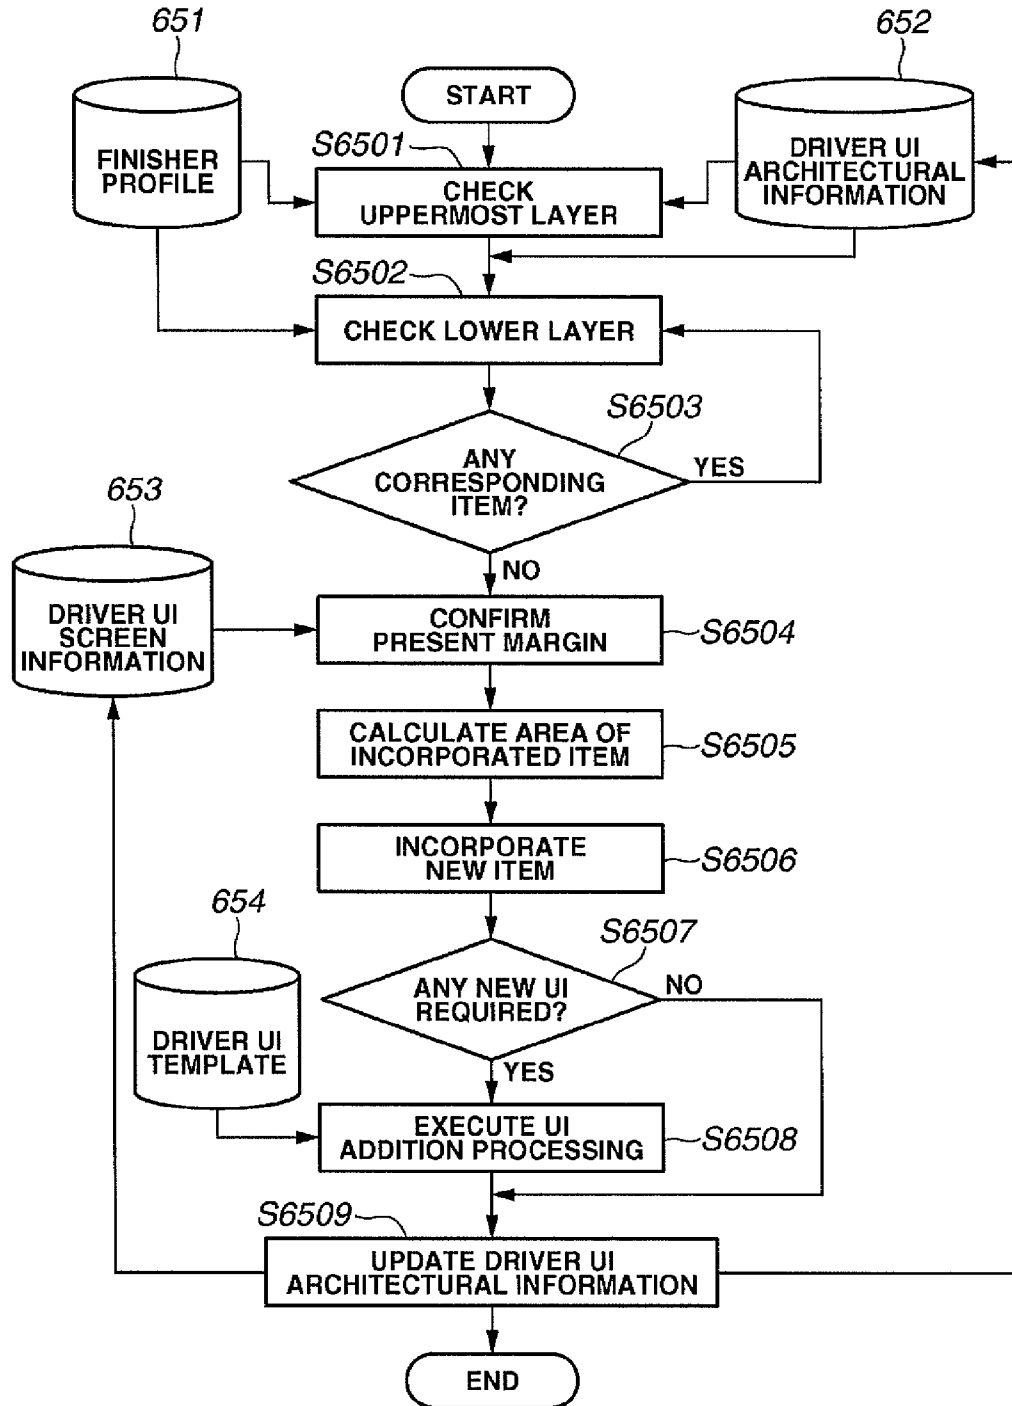 651
652
START
FINISHER
PROFILE
S6501
CHECK
UPPERMOST LAYER
DRIVER UI
ARCHITECTURAL
INFORMATION
S6502
CHECK LOWER LAYER
S6503
ANY
CORRESPONDING
ITEM?
YES
653
NO
DRIVER UI
SCREEN
INFORMATION
CONFIRM
PRESENT MARGIN
S6504
CALCULATE AREA OF
INCORPORATED ITEM
S6505
INCORPORATE
NEW ITEM
S6506
654
S6507
ANY NEW UI
REQUIRED?
NO
DRIVER UI
TEMPLATE
YES
EXECUTE UI
ADDITION PROCESSING
S6508
S6509
UPDATE DRIVER UI
ARCHITECTURAL INFORMATION
END